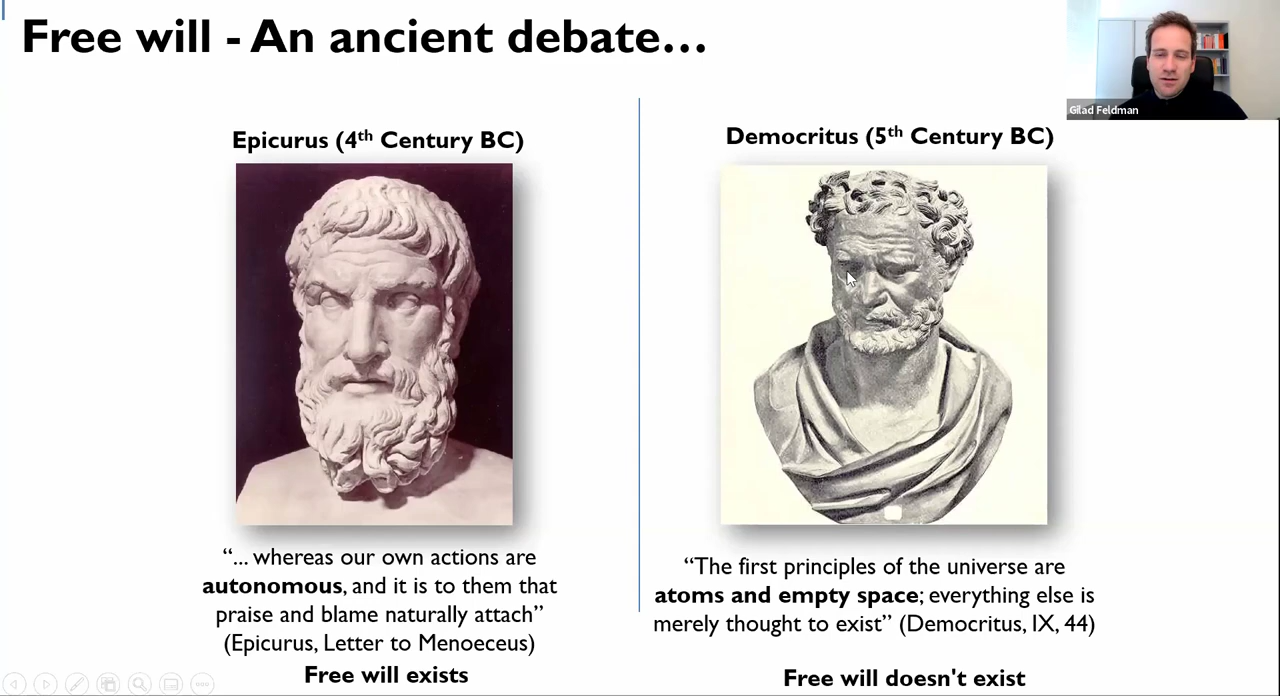 Free will - An ancient debate…
Gilad Feldman
Epicurus (4th Century BC)
“... whereas our own actions are
autonomous, and it is to them that
praise and blame naturally attach”
(Epicurus, Letter to Menoeceus)
Free will exists
Democritus (5th Century BC)
“The first principles of the universe are
atoms and empty space; everything else is
merely thought to exist” (Democritus, IX, 44)
Free will doesn't exist